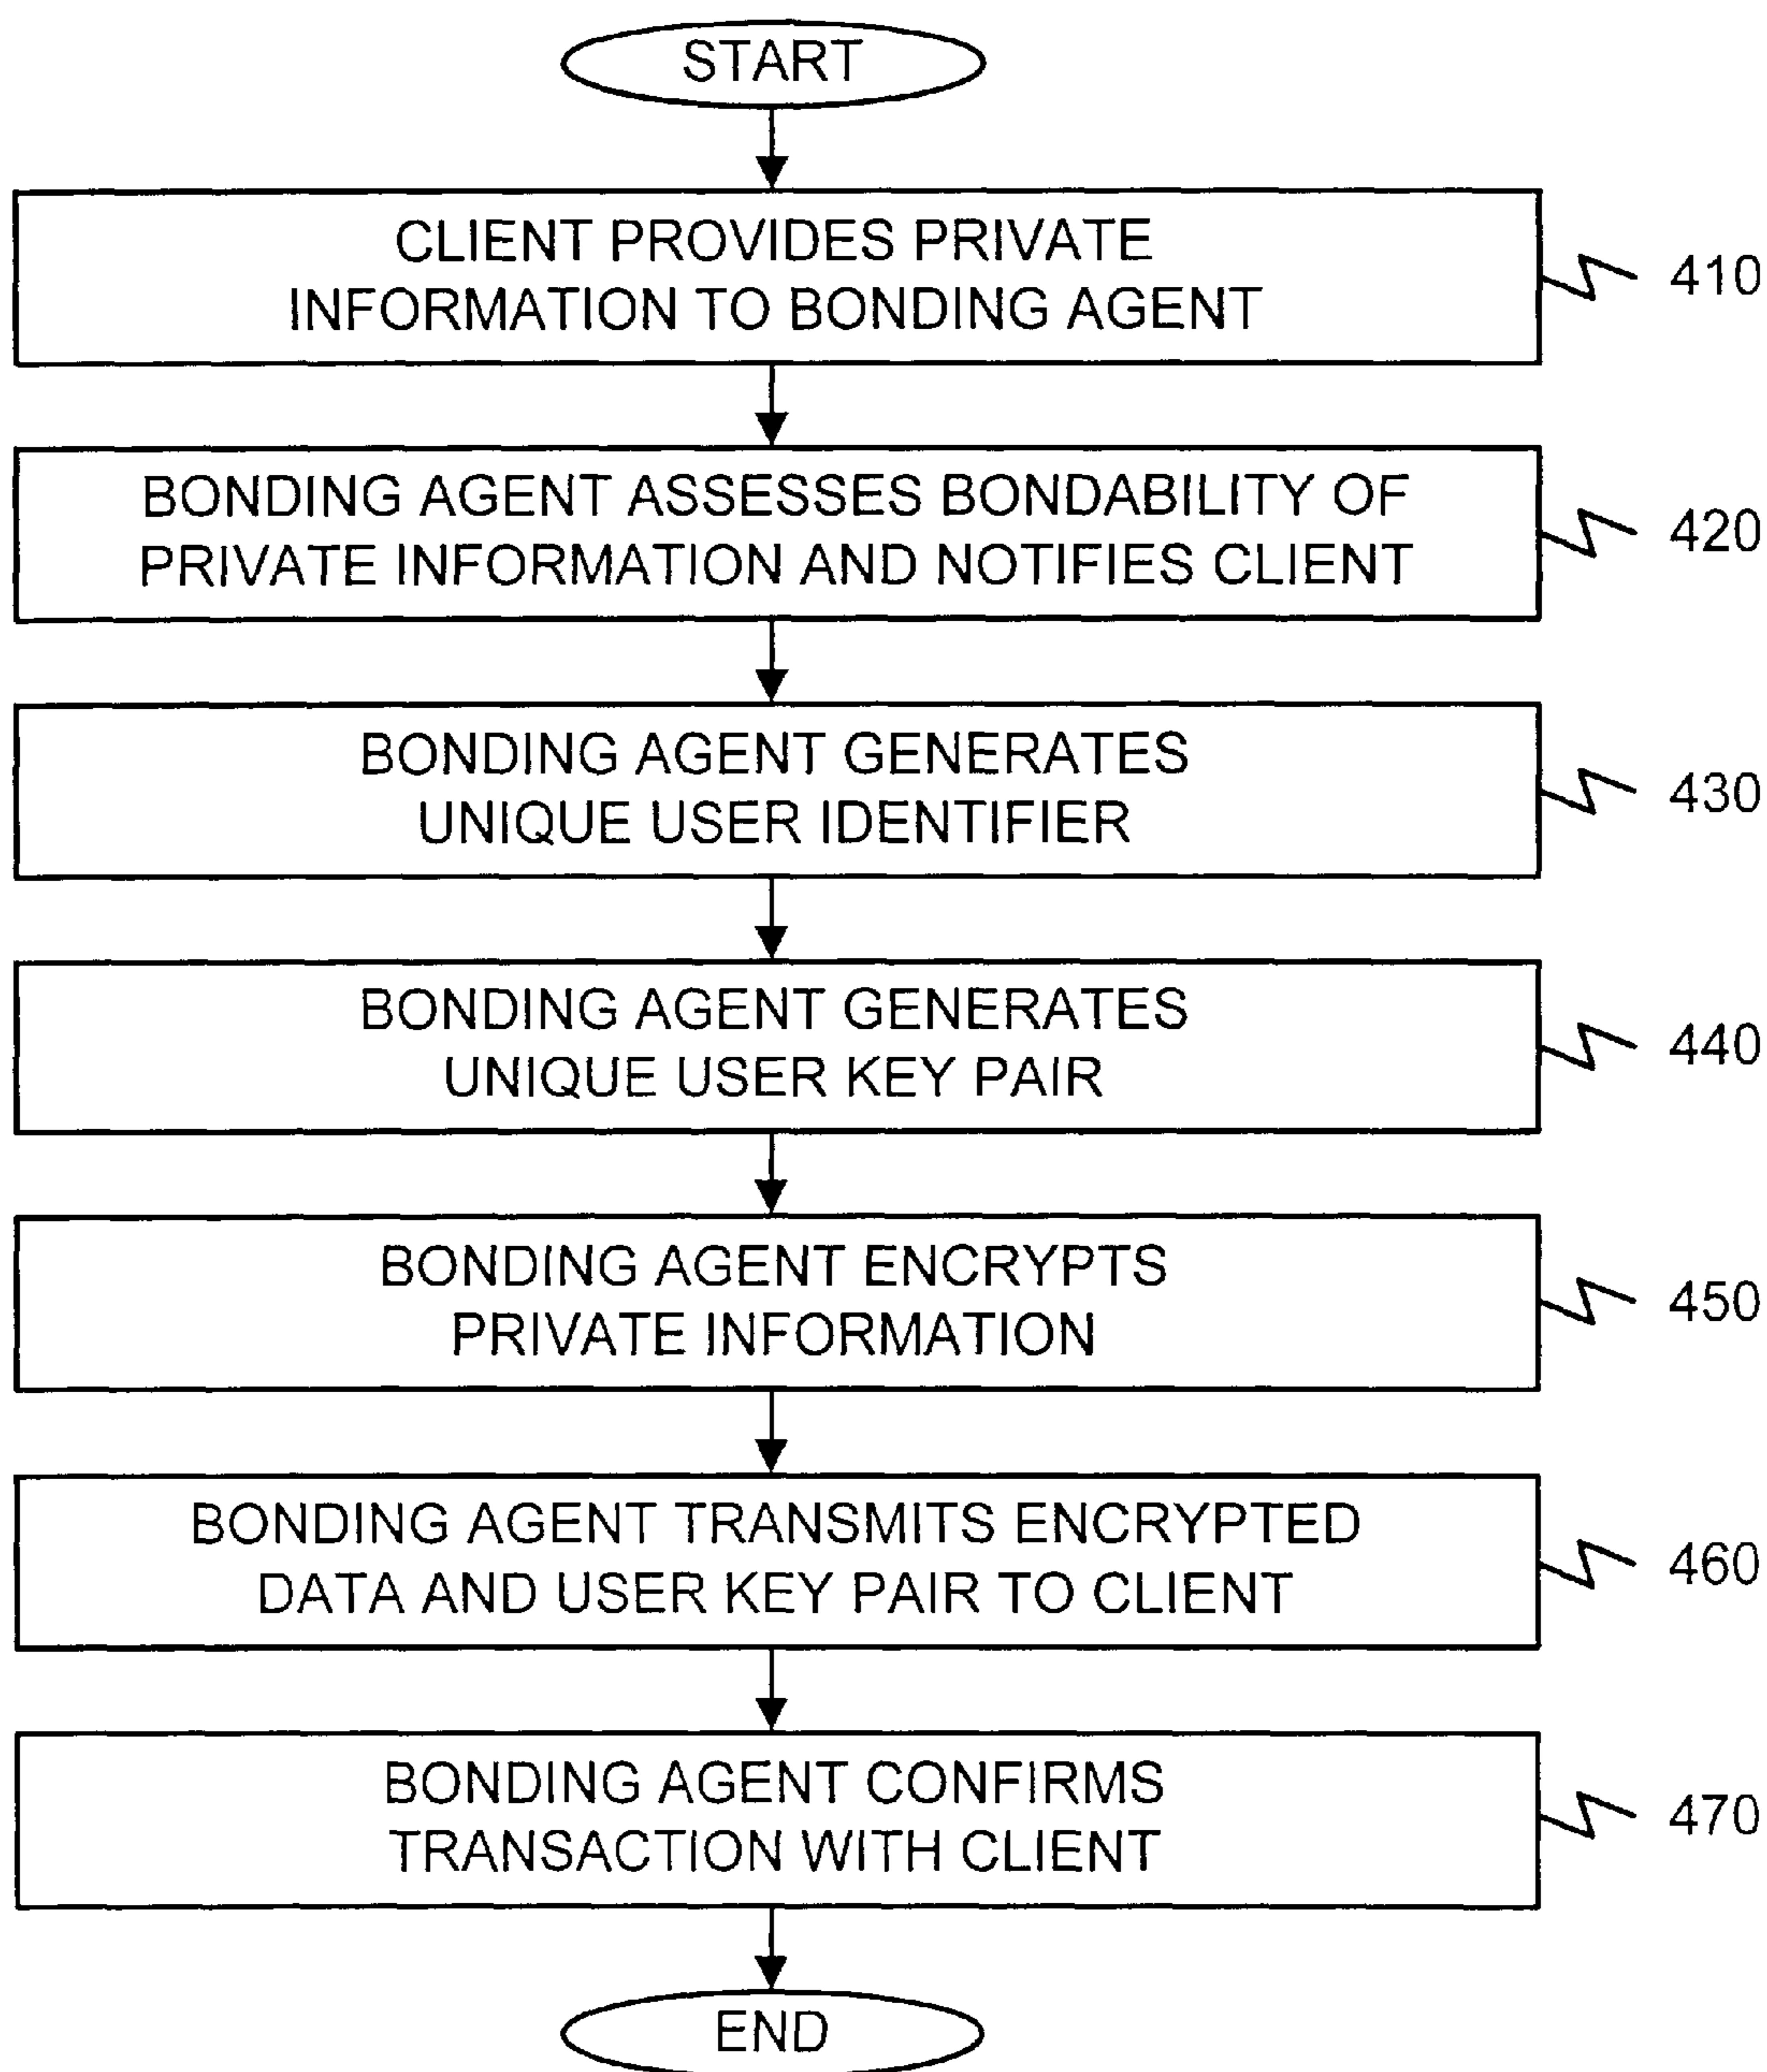 START
CLIENT PROVIDES PRIVATE
INFORMATION TO BONDING AGENT
410
BONDING AGENT ASSESSES BONDABILITY OF
PRIVATE INFORMATION AND NOTIFIES CLIENT
420
BONDING AGENT GENERATES
UNIQUE USER IDENTIFIER
430
BONDING AGENT GENERATES
UNIQUE USER KEY PAIR
440
BONDING AGENT ENCRYPTS
PRIVATE INFORMATION
450
BONDING AGENT TRANSMITS ENCRYPTED
DATA AND USER KEY PAIR TO CLIENT
460
BONDING AGENT CONFIRMS
TRANSACTION WITH CLIENT
470
END